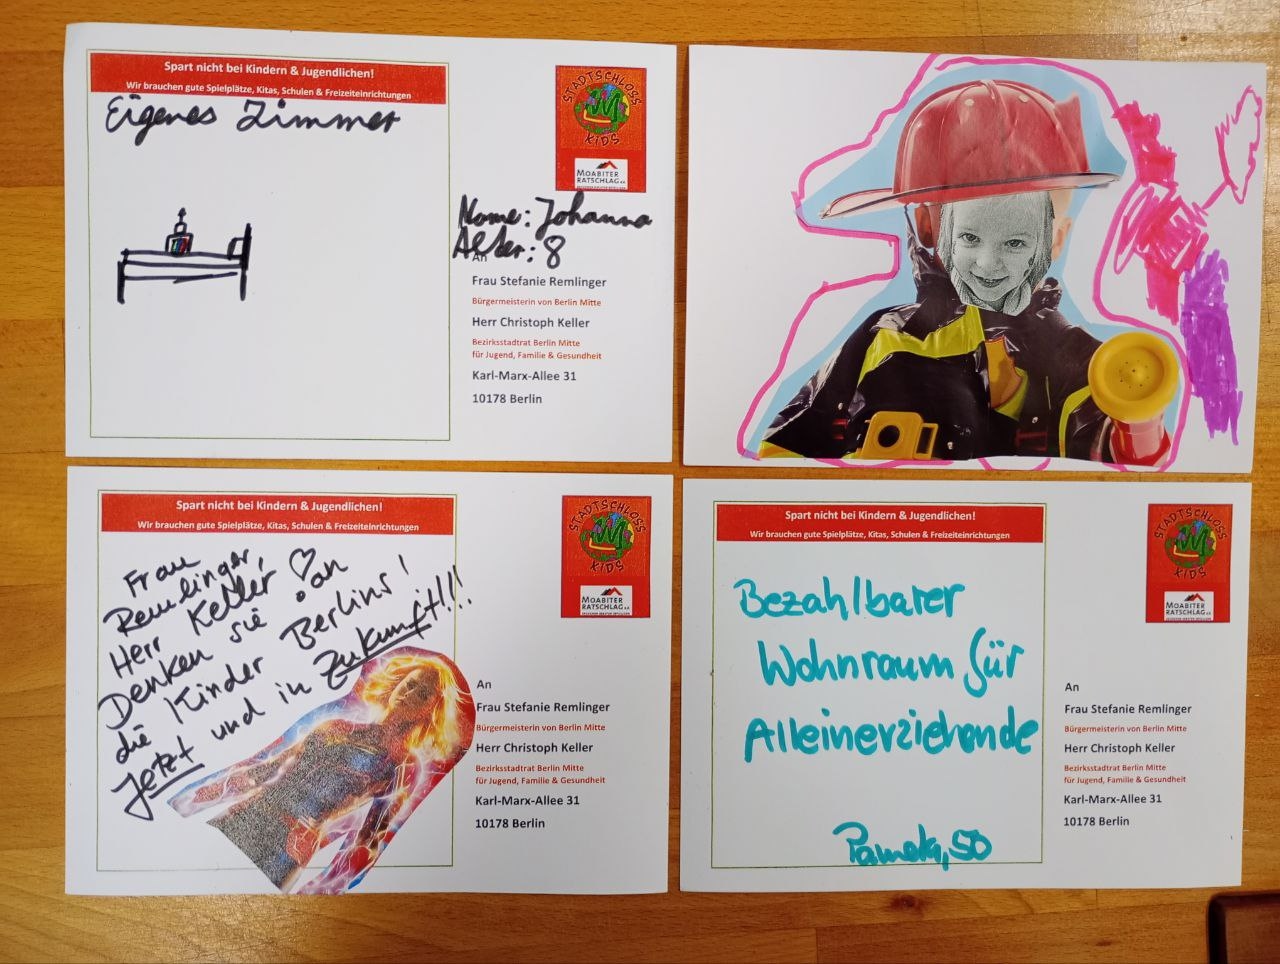 Spart nicht bei Kindern & Jugendlichen!
Wir brauchen gute Spielplätze, Kitas, Schulen & Freizeiteinrichtungen
Eigenes Zimmer
STADTSCHLOSS
KIDS
MOABITER
RATSCHLAG e.V.
Name: Johanna
Alter: 8
An
Frau Stefanie Remlinger
Bürgermeisterin von Berlin Mitte
Herr Christoph Keller
Bezirksstadtrat Berlin Mitte
für Jugend, Familie & Gesundheit
Karl-Marx-Allee 31
10178 Berlin
Spart nicht bei Kindern & Jugendlichen!
Wir brauchen gute Spielplätze, Kitas, Schulen & Freizeiteinrichtungen
Frau
Remlinger,
Herr Keller,
Denken sie an
die Kinder Berlins!
Jetzt und in Zukunft!!!!
STADTSCHLOSS
KIDS
MOABITER
RATSCHLAG e.V.
An
Frau Stefanie Remlinger
Bürgermeisterin von Berlin Mitte
Herr Christoph Keller
Bezirksstadtrat Berlin Mitte
für Jugend, Familie & Gesundheit
Karl-Marx-Allee 31
10178 Berlin
Spart nicht bei Kindern & Jugendlichen!
Wir brauchen gute Spielplätze, Kitas, Schulen & Freizeiteinrichtungen
Bezahlbarer
Wohnraum für
Alleinerziehende
Pamela, 50
STADTSCHLOSS
KIDS
MOABITER
RATSCHLAG e.V.
An
Frau Stefanie Remlinger
Bürgermeisterin von Berlin Mitte
Herr Christoph Keller
Bezirksstadtrat Berlin Mitte
für Jugend, Familie & Gesundheit
Karl-Marx-Allee 31
10178 Berlin